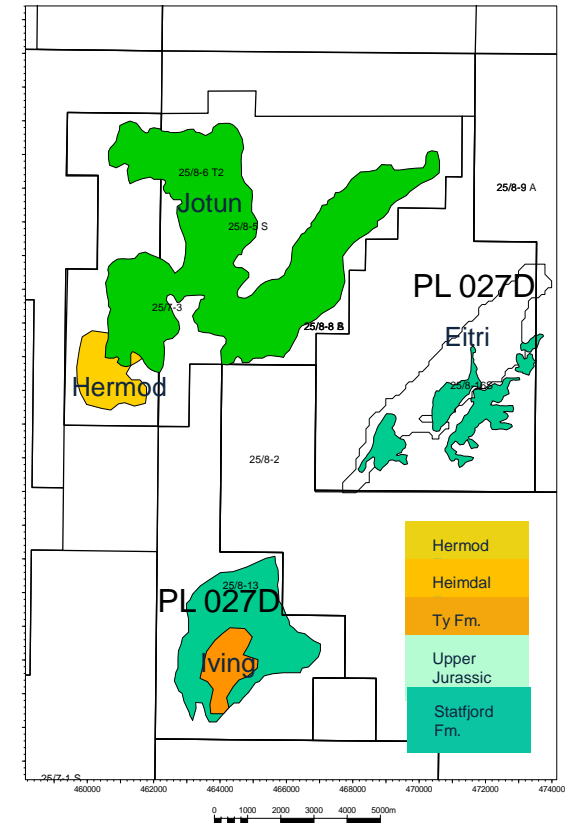 25/8-6 T2
25/8-9 A
Jotun
25/8-5 S
PL 027D
25/7-3
Eitri
Hermod
25/8-16S
25/8-2
Hermod
Heimdal
25/8-13
PL 027D
Ty Fm.
Iving
Upper
Jurassic
Statfjord
Fm.
25/7-1 S
460000 462000 464000 466000 468000 470000 472000 474000
0 1000 2000 3000 4000 5000m